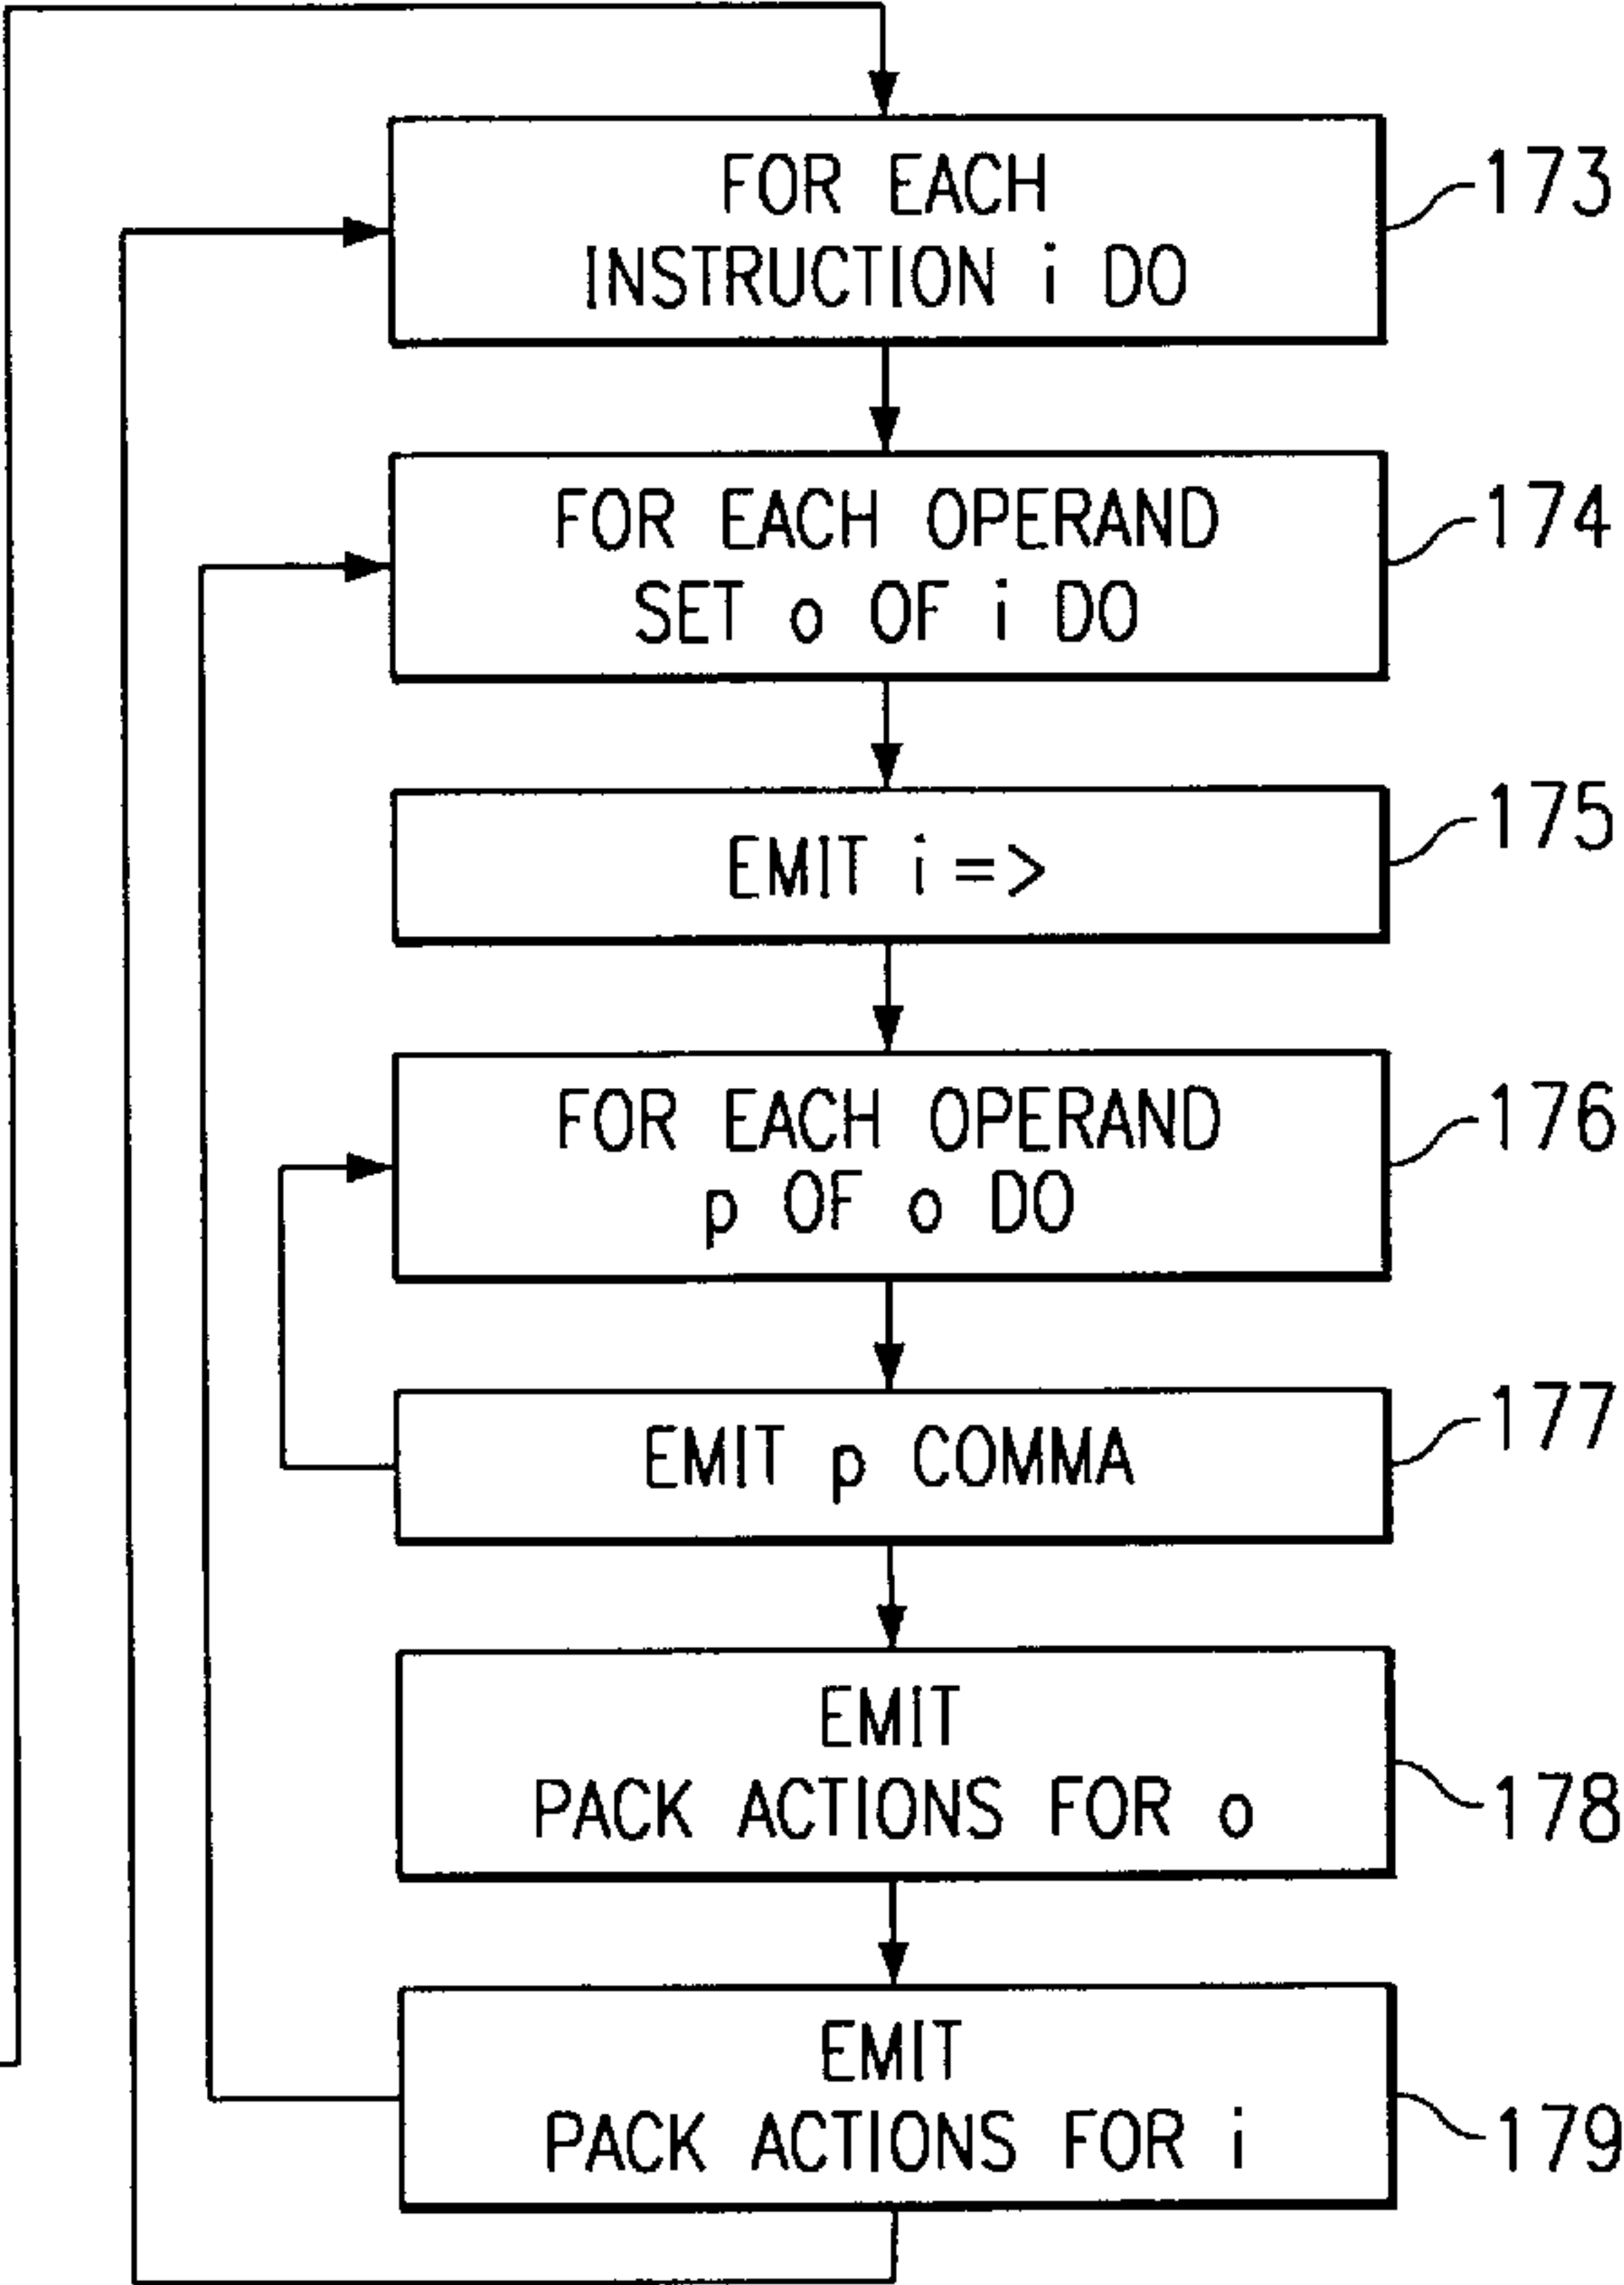 FOR EACH
INSTRUCTION i DO
173
FOR EACH OPERAND
SET o OF i DO
174
EMIT i =>
175
FOR EACH OPERAND
p OF o DO
176
EMIT p COMMA
177
EMIT
PACK ACTIONS FOR o
178
EMIT
PACK ACTIONS FOR i
179